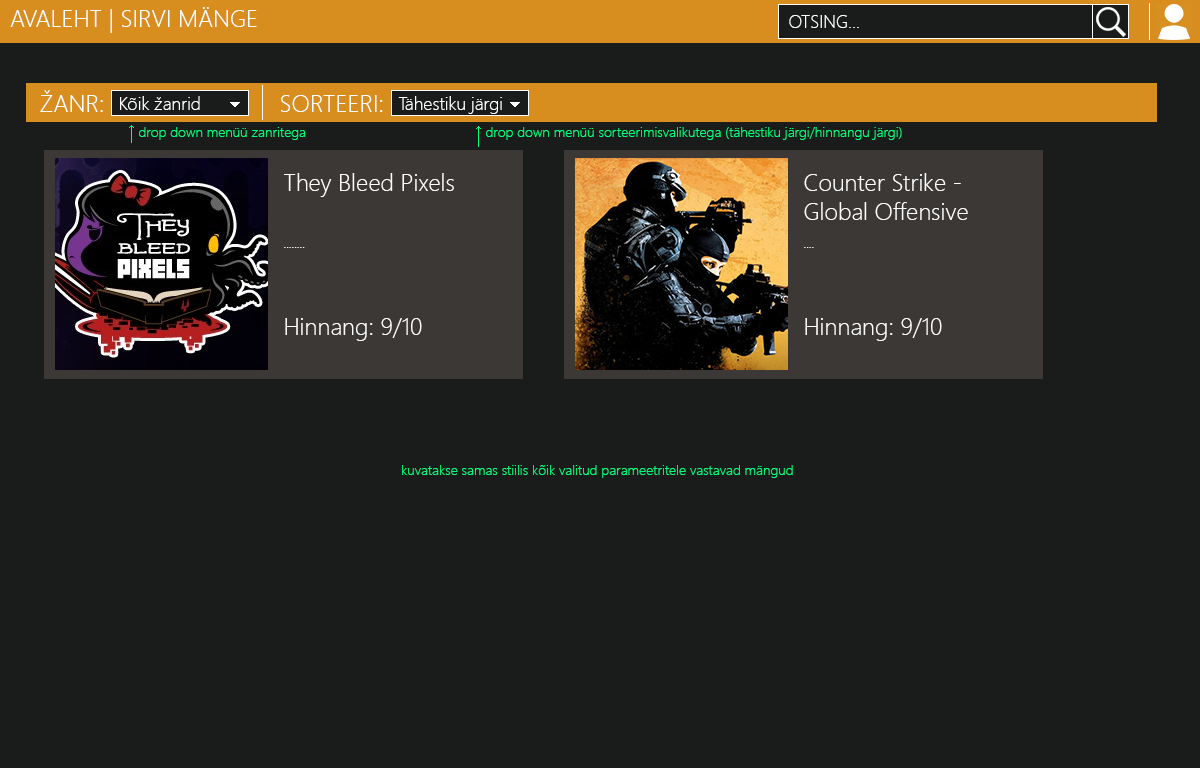 AVALEHT | SIRVI MÄNGE
OTSING...
ŽANR: Kõik žanrid
SORTEERI: Tähestiku järgi
drop down menüü zanritega
drop down menüü sorteerimisvalikutega (tähestiku järgi/hinnangu järgi)
THEY
BLEED
PIXELS
They Bleed Pixels
........
Hinnang: 9/10
Counter Strike -
Global Offensive
....
Hinnang: 9/10
kuvatakse samas stiilis kõik valitud parameetritele vastavad mängud